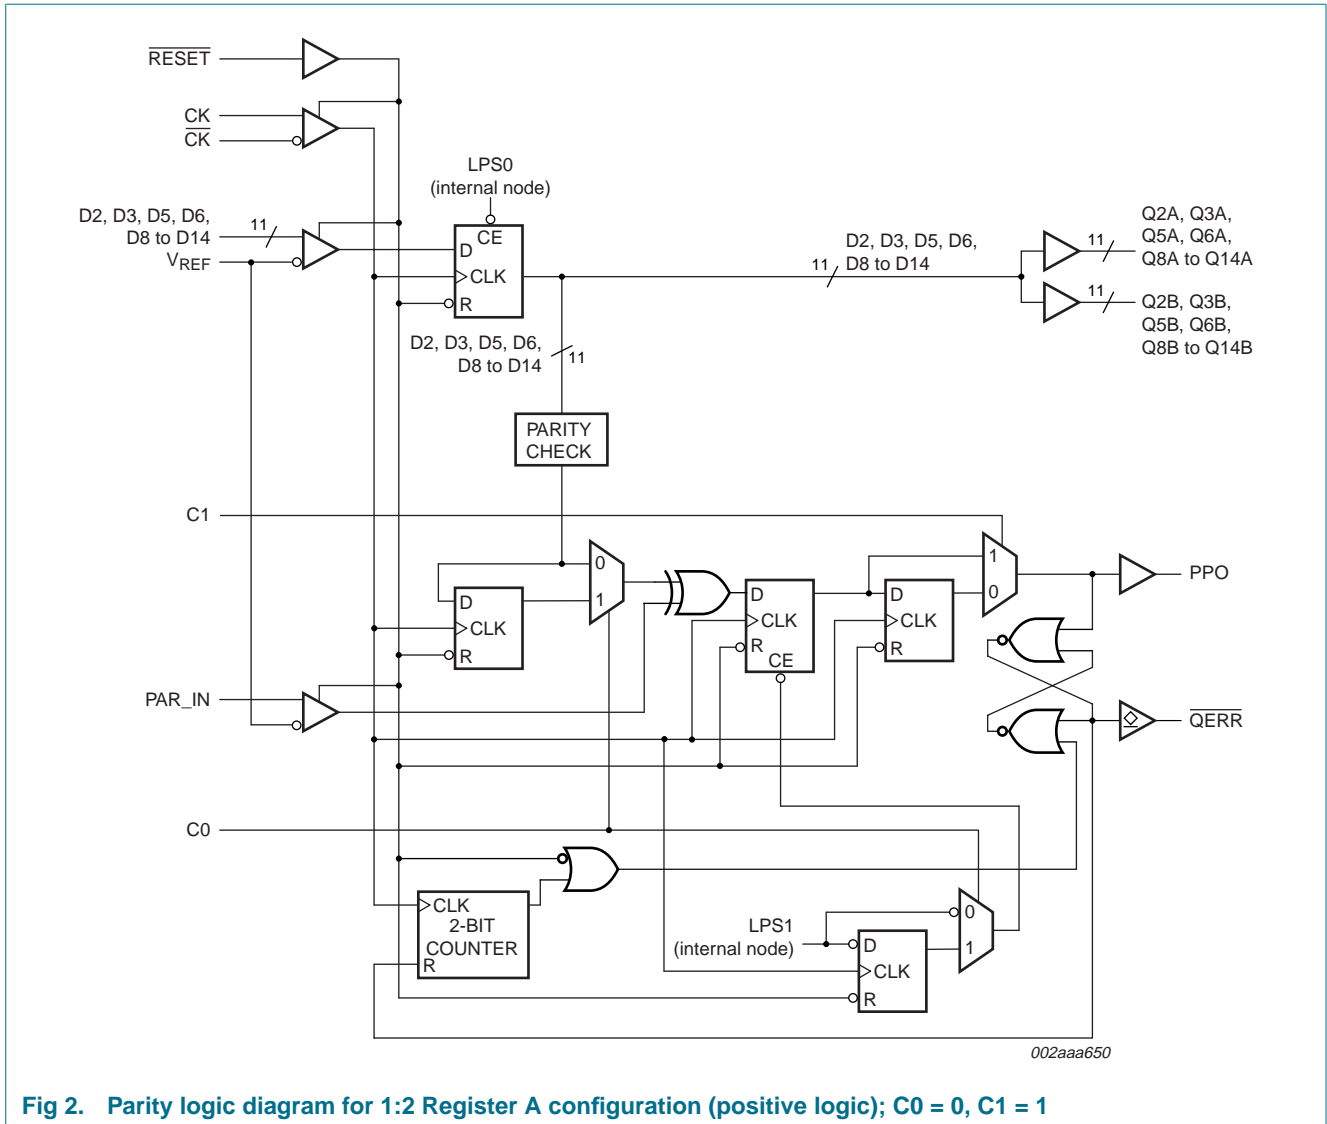 RESET
CK
CK
LPS0
(internal node)
D2, D3, D5, D6,
D8 to D14
11
VREF
CE
D
CLK
R
D2, D3, D5, D6,
D8 to D14
11
11
Q2A, Q3A,
Q5A, Q6A,
Q8A to Q14A
11
Q2B, Q3B,
Q5B, Q6B,
Q8B to Q14B
D2, D3, D5, D6,
D8 to D14
11
PARITY
CHECK
C1
0
1
D
CLK
R
D
CLK
R
CE
D
CLK
R
1
0
PPO
PAR_IN
QERR
C0
CLK
2-BIT
COUNTER
R
LPS1
(internal node)
D
CLK
R
0
1
002aaa650
Fig 2. Parity logic diagram for 1:2 Register A configuration (positive logic); C0 = 0, C1 = 1